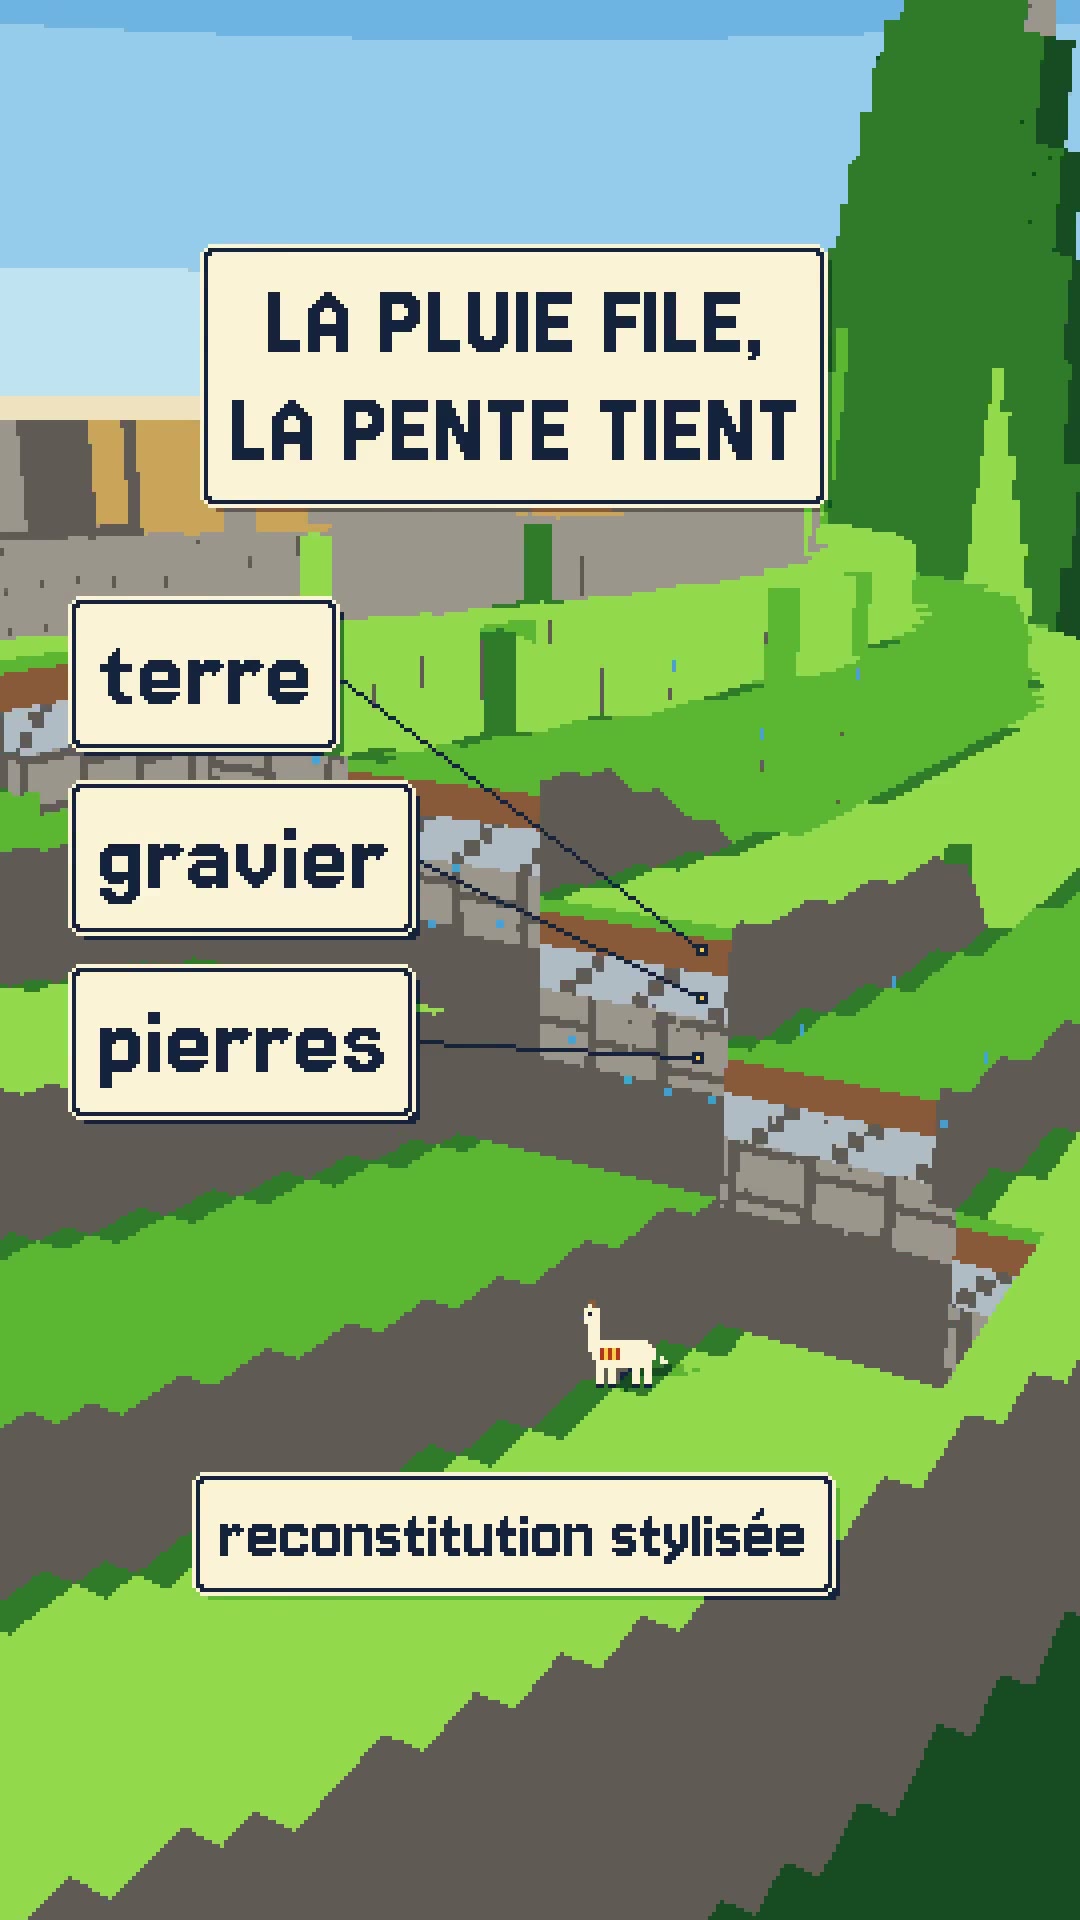 LA PLUIE FILE,
LA PENTE TIENT
terre
gravier
pierres
reconstitution stylisée